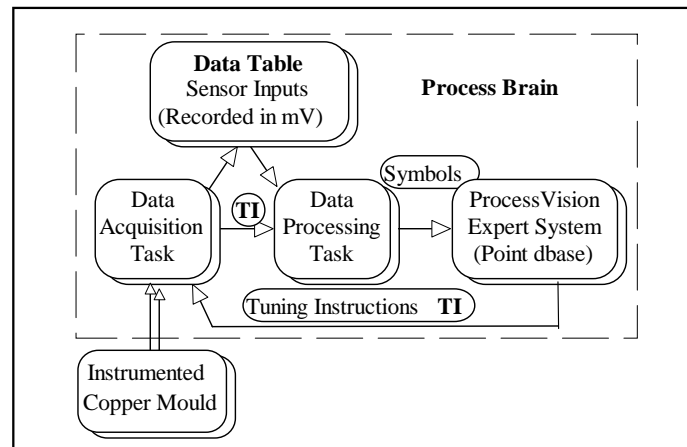 Data Table
Sensor Inputs
(Recorded in mV)
Process Brain
Symbols
Data
Acquisition
Task
TI
Data
Processing
Task
ProcessVision
Expert System
(Point dbase)
Tuning Instructions TI
Instrumented
Copper Mould